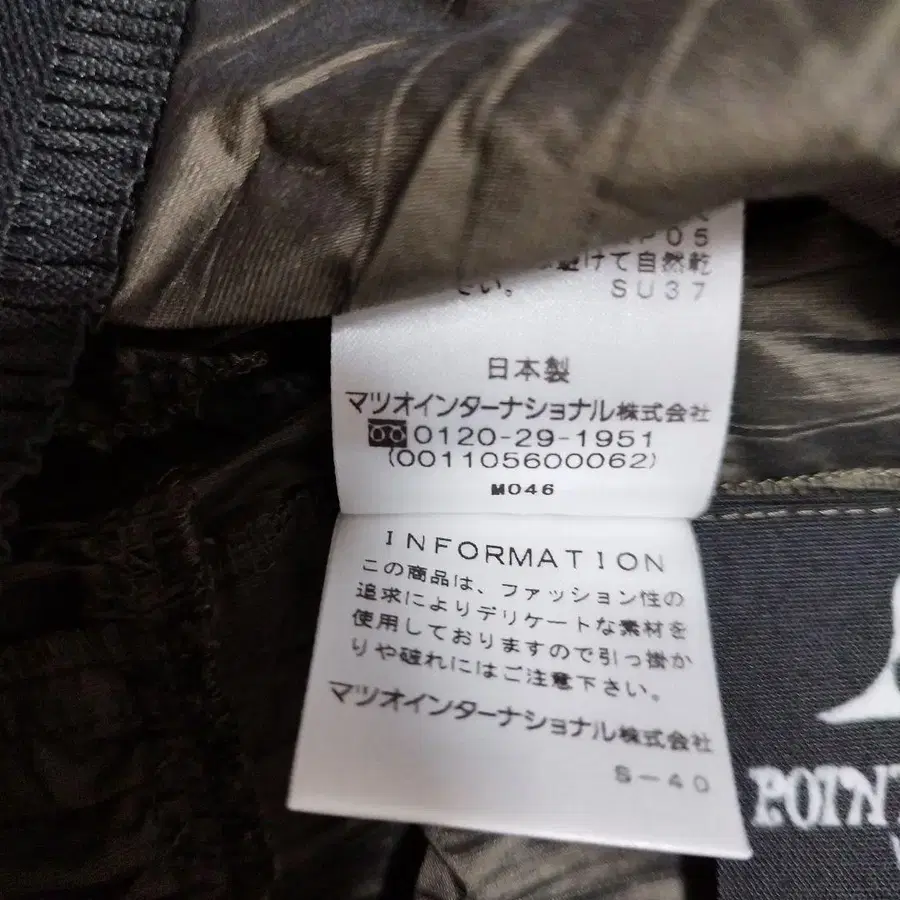 P05
避けて自然乾
さい。 SU37
日本製
マツオインターナショナル株式会社
0120-29-1951
(001105600062)
M046
INFORMATION
この商品は、ファッション性の
追求によりデリケートな素材を
使用しておりますので引っ掛か
りや破れにはご注意下さい。
マツオインターナショナル株式会社
S-40
POINT